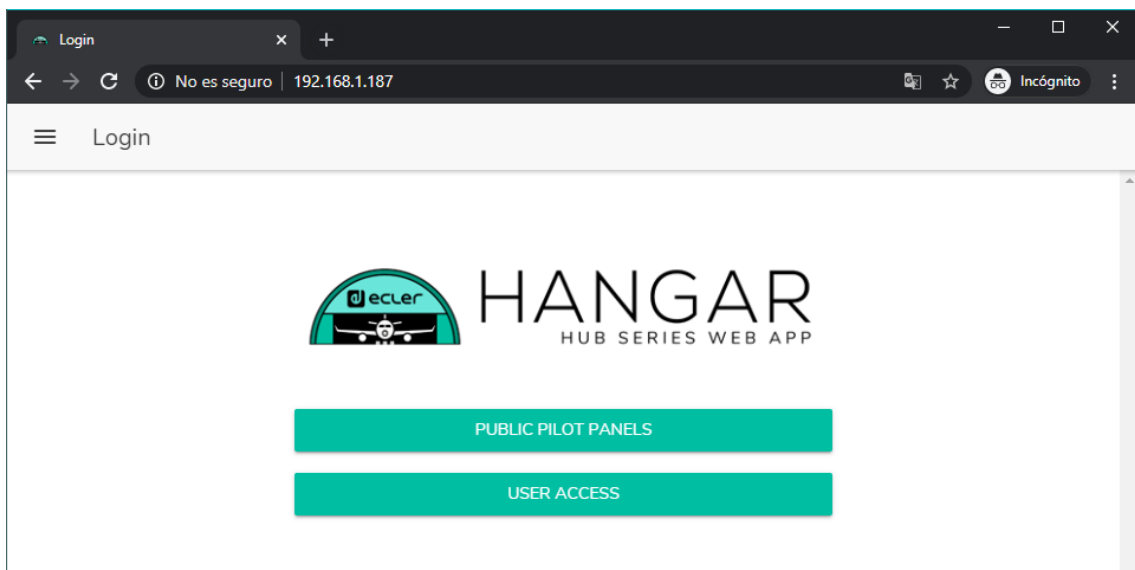 Login
No es seguro | 192.168.1.187
Incógnito
Login
ecler
HANGAR
HUB SERIES WEB APP
PUBLIC PILOT PANELS
USER ACCESS